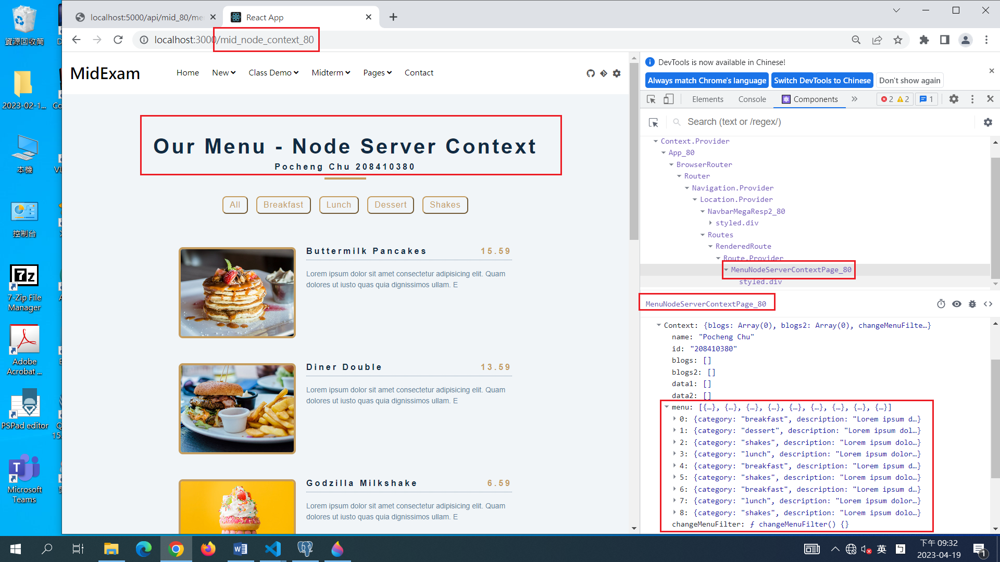 資源回收筒
2023-02-1...
本機
控制台
7-Zip File
Manager
Adobe
Acrobat ...
PSPad editor
Microsoft
Teams
localhost:5000/api/mid_80/me
React App
localhost:3000/mid_node_context_80
MidExam
Home New Class Demo Midterm Pages Contact
Our Menu - Node Server Context
Pocheng Chu 208410380
All Breakfast Lunch Dessert Shakes
Buttermilk Pancakes 15.59
Lorem ipsum dolor sit amet consectetur adipisicing elit. Quam
dolores ut iusto quas quia dignissimos ullam. E
Diner Double 13.59
Lorem ipsum dolor sit amet consectetur adipisicing elit. Quam
dolores ut iusto quas quia dignissimos ullam. E
Godzilla Milkshake 6.59
Lorem ipsum dolor sit amet consectetur adipisicing elit. Quam
dolores ut iusto quas quia dignissimos ullam. E
DevTools is now available in Chinese!
Always match Chrome's language Switch DevTools to Chinese Don't show again
Elements Console Components 2 2 1
Search (text or /regex/)
Context.Provider
App_80
BrowserRouter
Router
Navigation.Provider
Location.Provider
NavbarMegaResp2_80
styled.div
Routes
RenderedRoute
Route.Provider
MenuNodeServerContextPage_80
styled.div
MenuNodeServerContextPage_80
Context: {blogs: Array(0), blogs2: Array(0), changeMenuFilte…}
name: "Pocheng Chu"
id: "208410380"
blogs: []
blogs2: []
data1: []
data2: []
menu: [{…}, {…}, {…}, {…}, {…}, {…}, {…}, {…}, {…}]
0: {category: "breakfast", description: "Lorem ipsum d…}
1: {category: "dessert", description: "Lorem ipsum dol…}
2: {category: "shakes", description: "Lorem ipsum dolo…}
3: {category: "lunch", description: "Lorem ipsum dolor…}
4: {category: "breakfast", description: "Lorem ipsum d…}
5: {category: "shakes", description: "Lorem ipsum dolo…}
6: {category: "breakfast", description: "Lorem ipsum d…}
7: {category: "lunch", description: "Lorem ipsum dolor…}
8: {category: "shakes", description: "Lorem ipsum dolo…}
changeMenuFilter: ƒ changeMenuFilter() {}
英
下午 09:32
2023-04-19
1